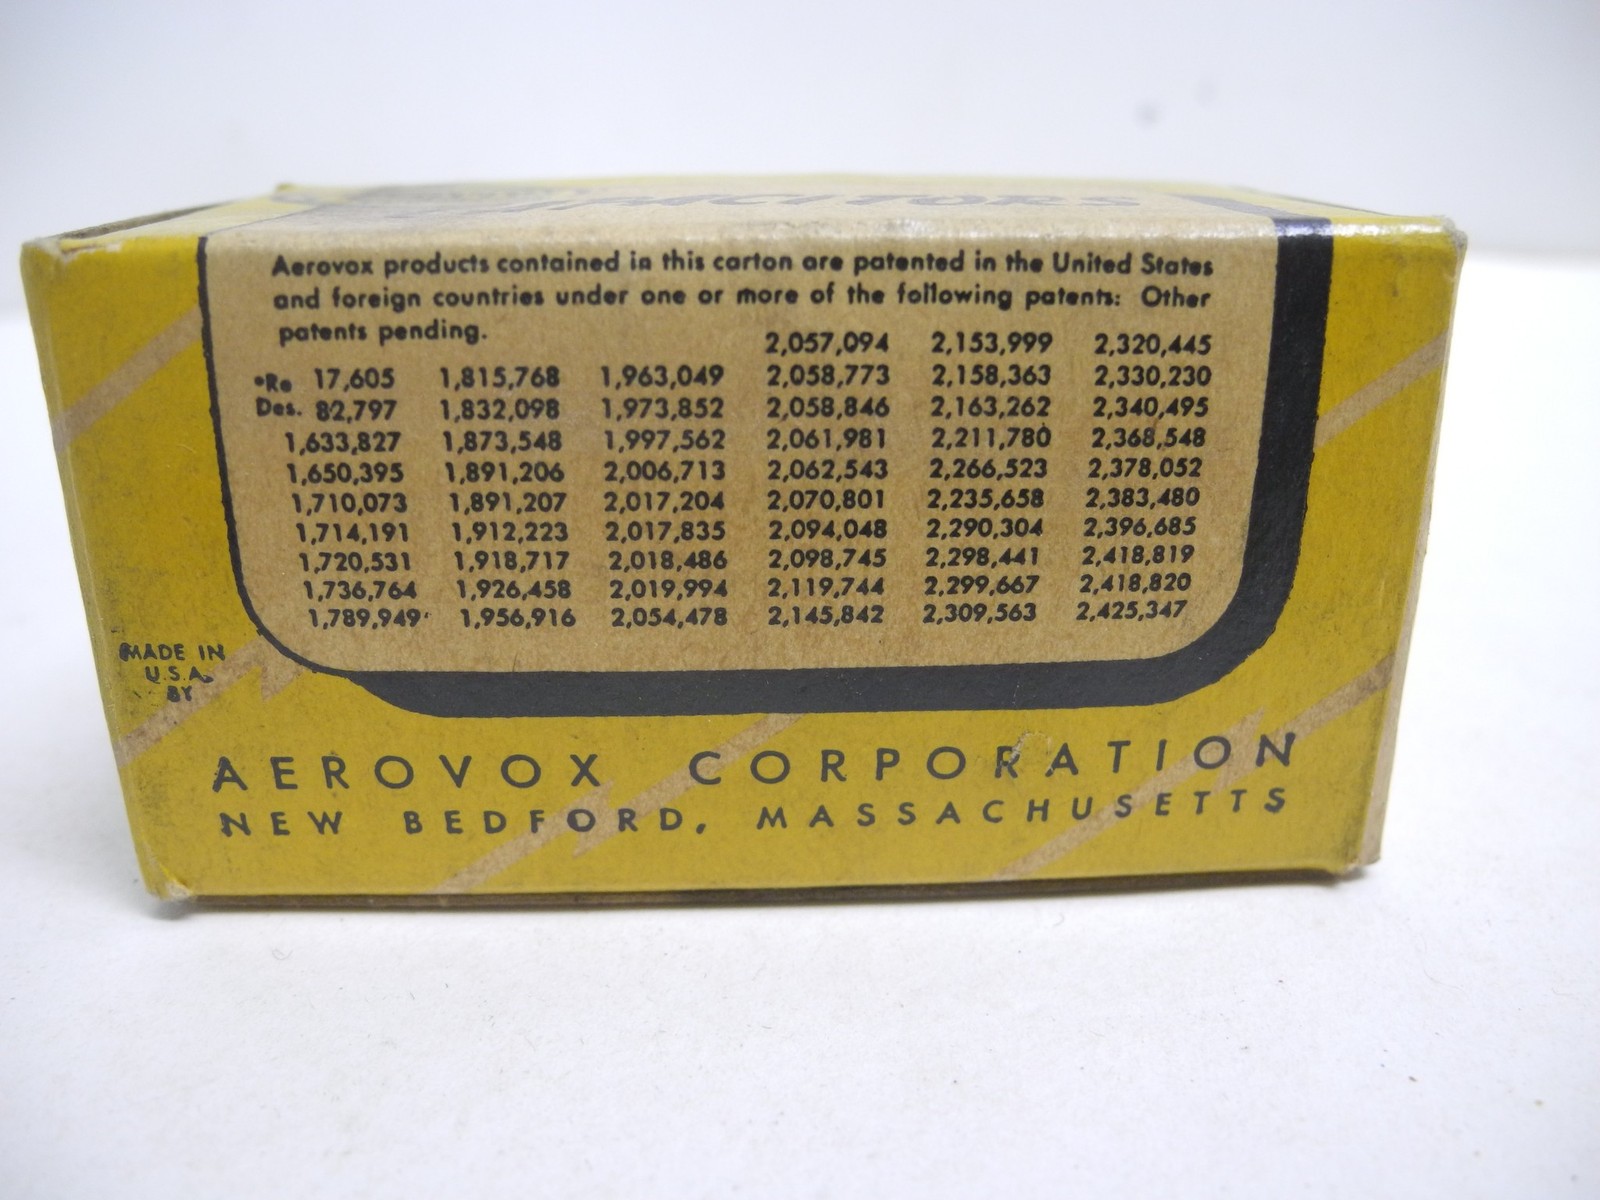 CAPACITORS
Aerovox products contained in this carton are patented in the United States
and foreign countries under one or more of the following patents: Other
patents pending.
2,057,094 2,153,999 2,320,445
•Re 17,605 1,815,768 1,963,049 2,058,773 2,158,363 2,330,230
Des. 82,797 1,832,098 1,973,852 2,058,846 2,163,262 2,340,495
1,633,827 1,873,548 1,997,562 2,061,981 2,211,780 2,368,548
1,650,395 1,891,206 2,006,713 2,062,543 2,266,523 2,378,052
1,710,073 1,891,207 2,017,204 2,070,801 2,235,658 2,383,480
1,714,191 1,912,223 2,017,835 2,094,048 2,290,304 2,396,685
1,720,531 1,918,717 2,018,486 2,098,745 2,298,441 2,418,819
1,736,764 1,926,458 2,019,994 2,119,744 2,299,667 2,418,820
1,789,949 1,956,916 2,054,478 2,145,842 2,309,563 2,425,347
MADE IN
U.S.A.
BY
AEROVOX CORPORATION
NEW BEDFORD, MASSACHUSETTS